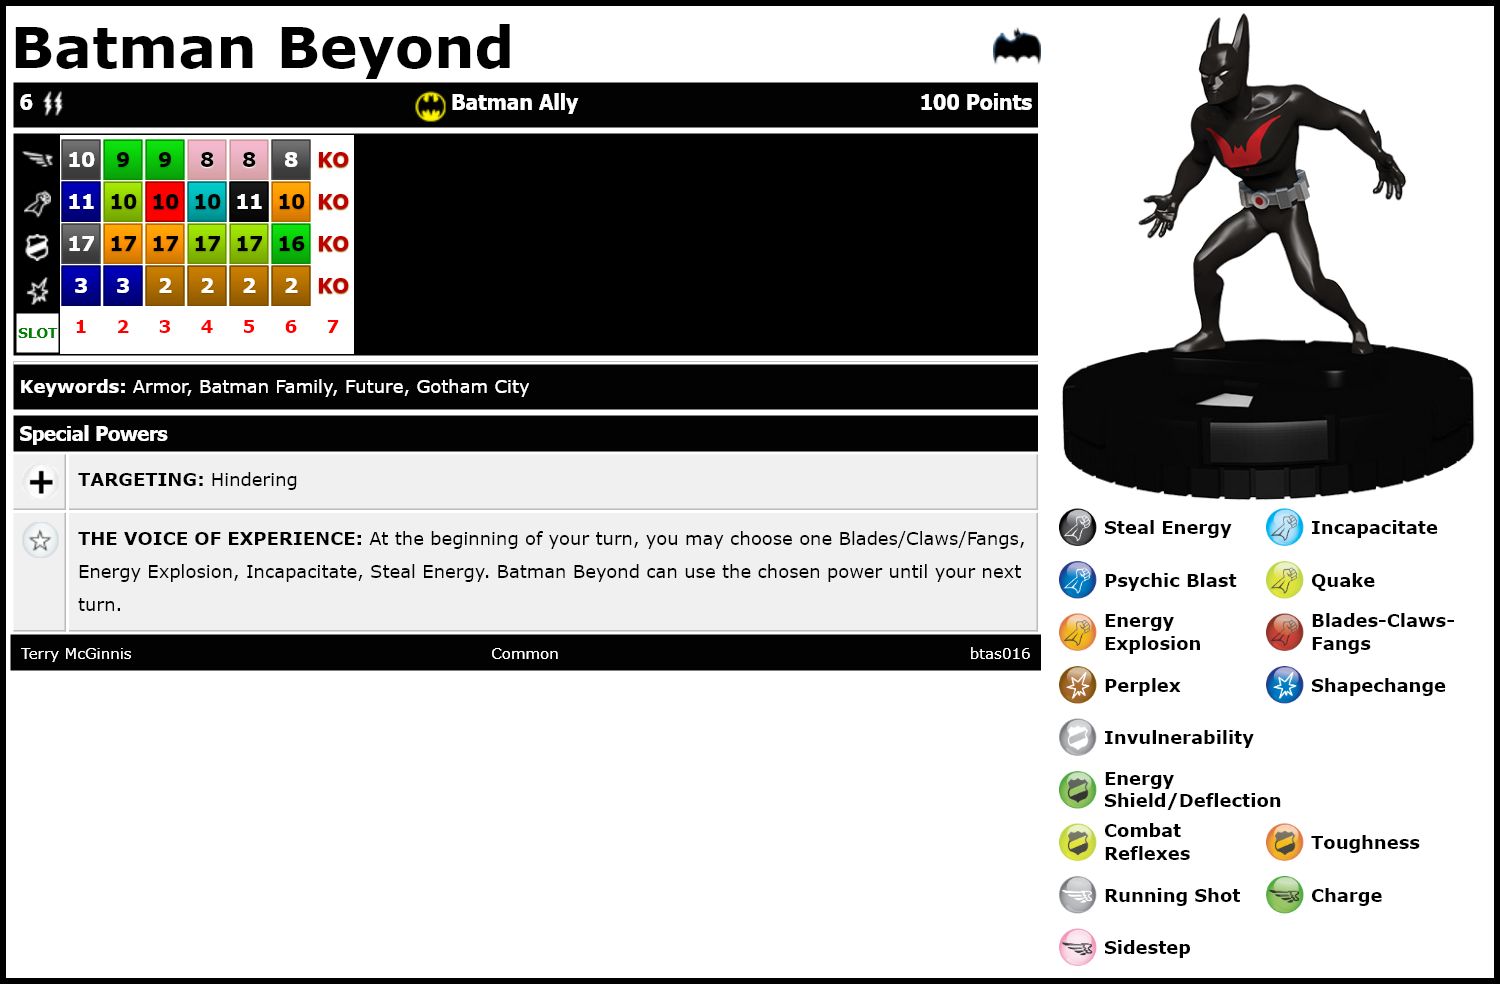 Batman Beyond
6 Batman Ally 100 Points
10 9 9 8 8 8 KO
11 10 10 10 11 10 KO
17 17 17 17 17 16 KO
3 3 2 2 2 2 KO
SLOT 1 2 3 4 5 6 7
Keywords: Armor, Batman Family, Future, Gotham City
Special Powers
TARGETING: Hindering
THE VOICE OF EXPERIENCE: At the beginning of your turn, you may choose one Blades/Claws/Fangs,
Energy Explosion, Incapacitate, Steal Energy. Batman Beyond can use the chosen power until your next
turn.
Terry McGinnis Common btas016
Steal Energy Incapacitate
Psychic Blast Quake
Energy
Explosion
Blades-Claws-
Fangs
Perplex Shapechange
Invulnerability
Energy
Shield/Deflection
Combat
Reflexes
Toughness
Running Shot Charge
Sidestep